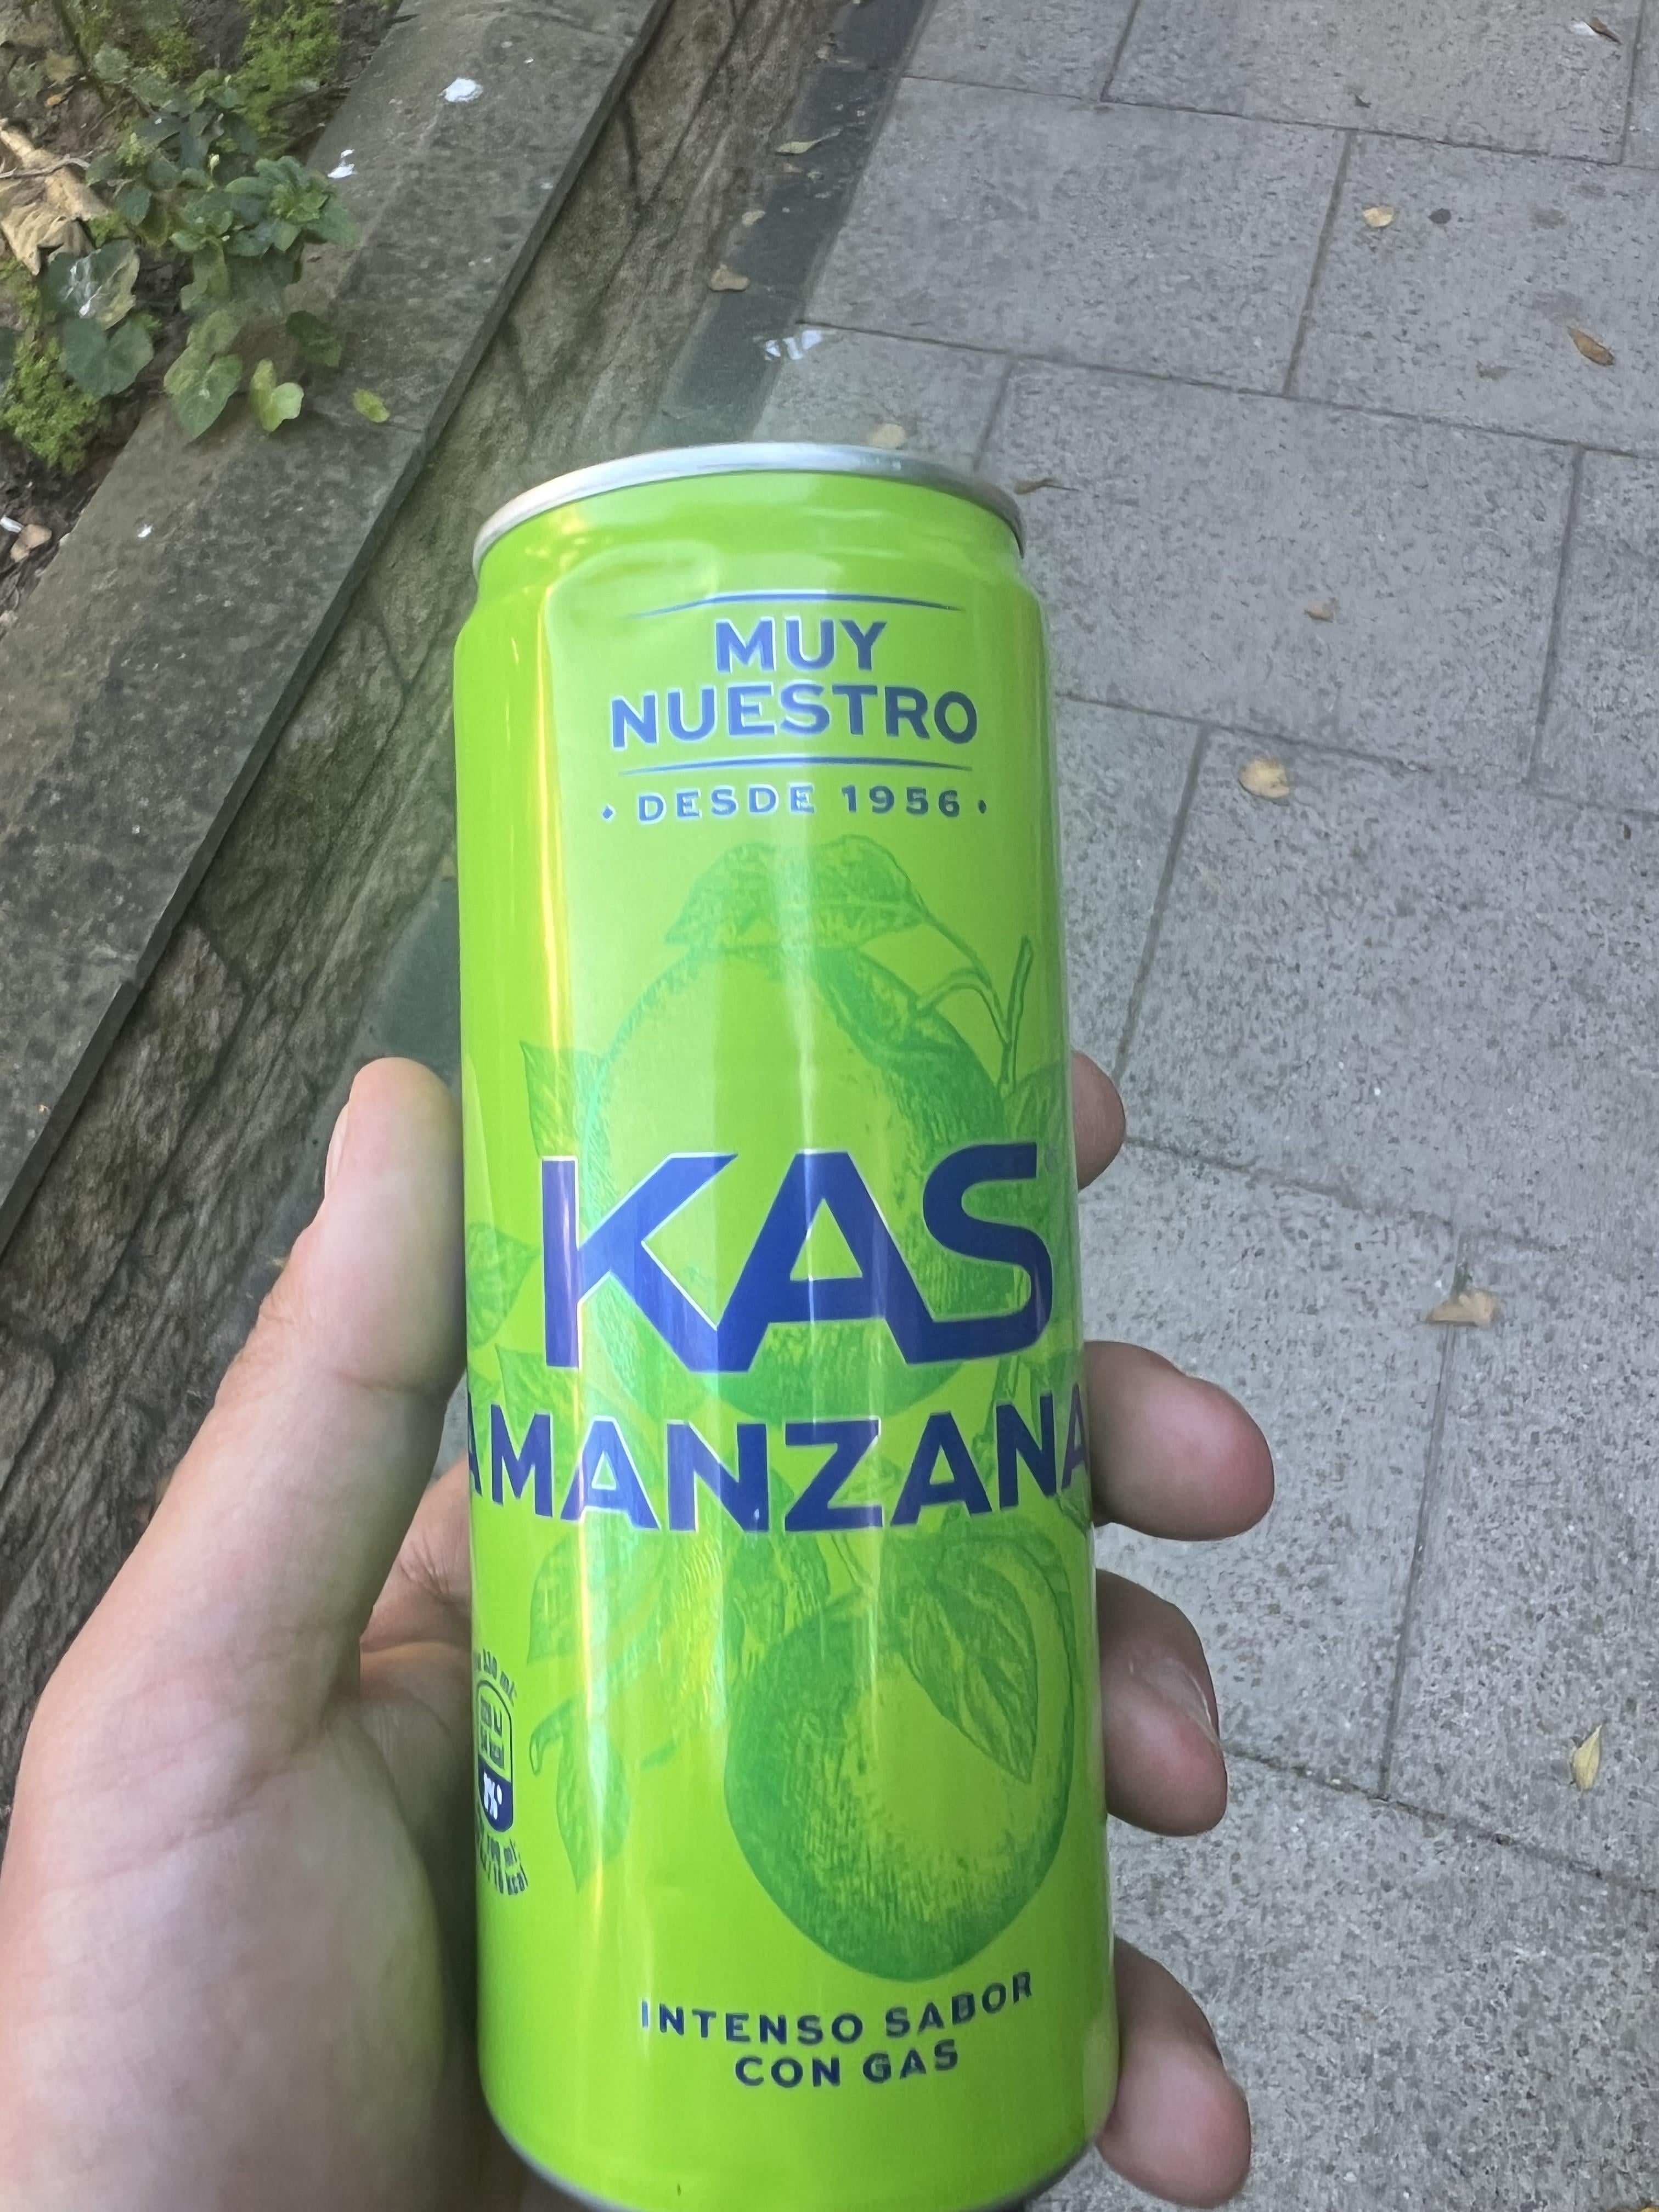 MUY
NUESTRO
• DESDE 1956 •
KAS
MANZANA
INTENSO SABOR
CON GAS